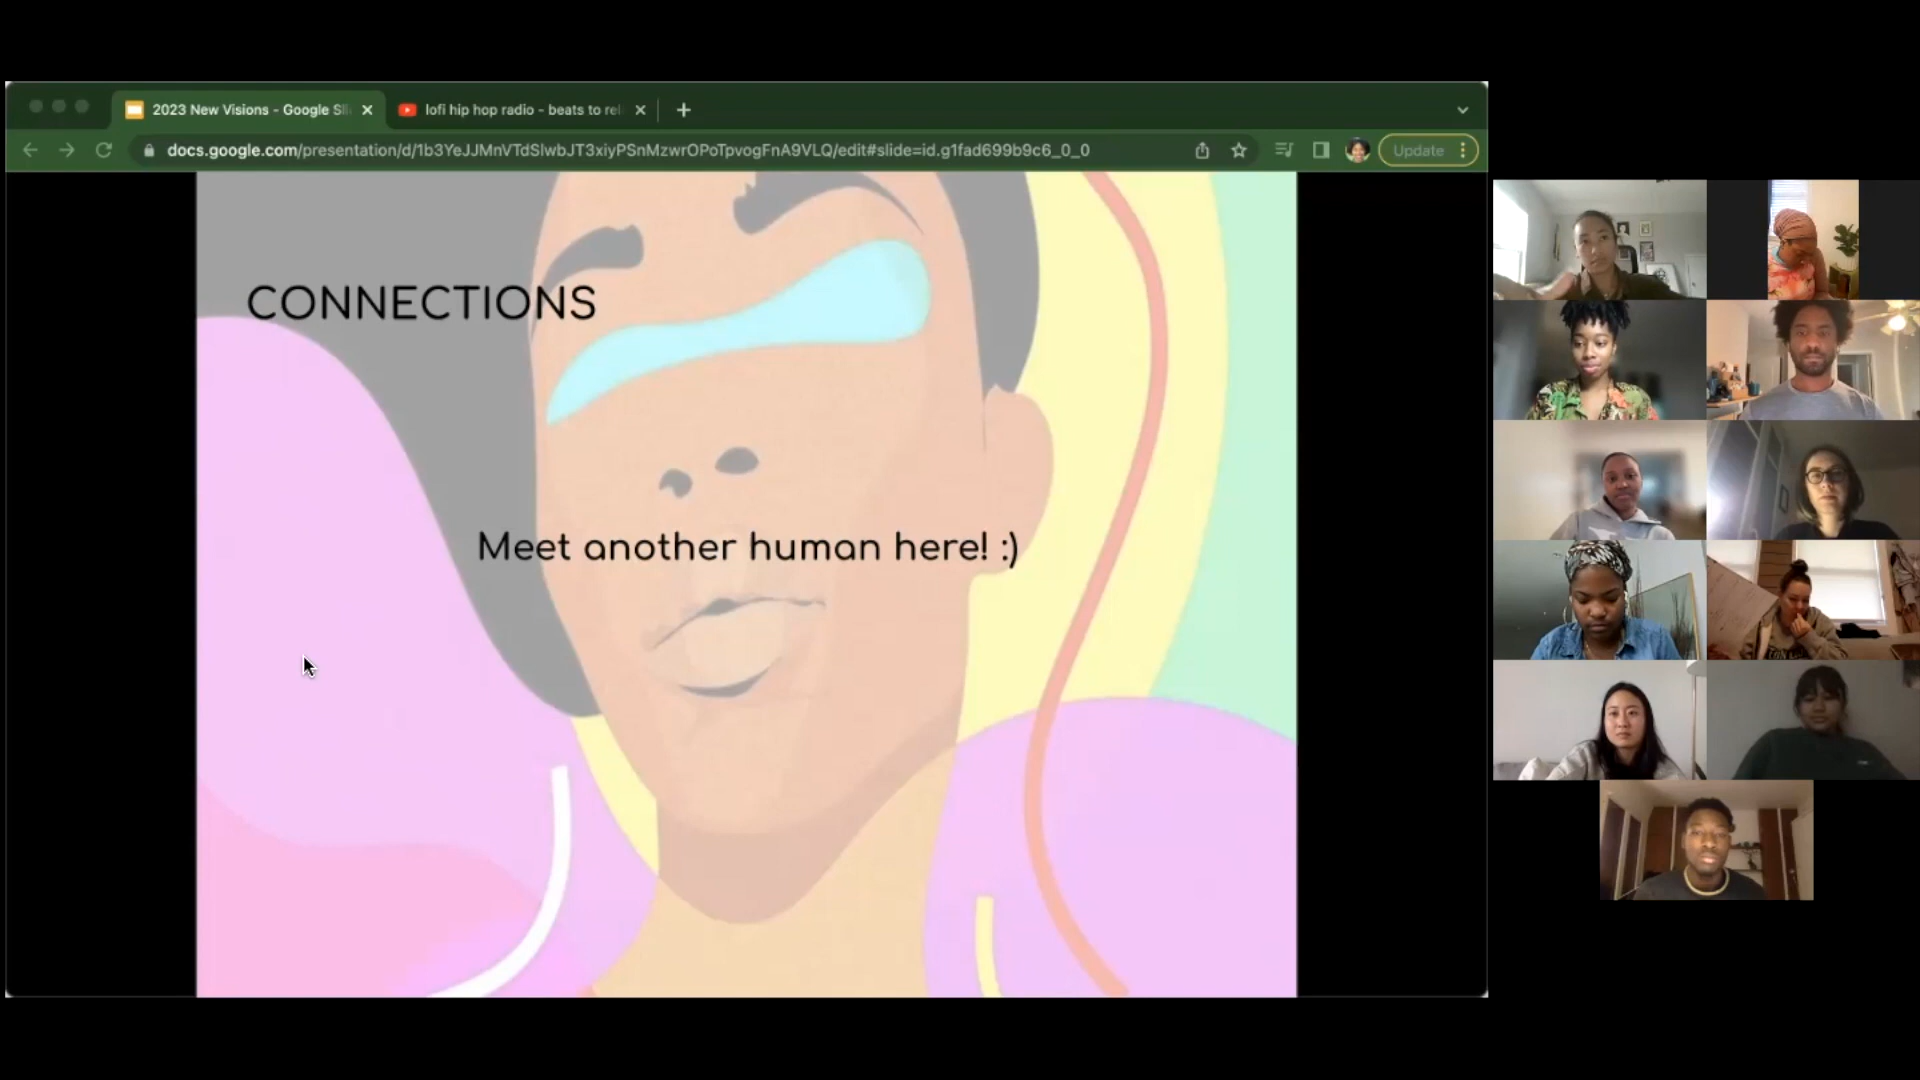 2023 New Visions - Google Sli
lofi hip hop radio - beats to rel
docs.google.com/presentation/d/1b3YeJJMnVTdSlwbJT3xiyPSnMzwrOPoTpvogFnA9VLQ/edit#slide=id.g1fad699b9c6_0_0
Update
CONNECTIONS
Meet another human here! :)